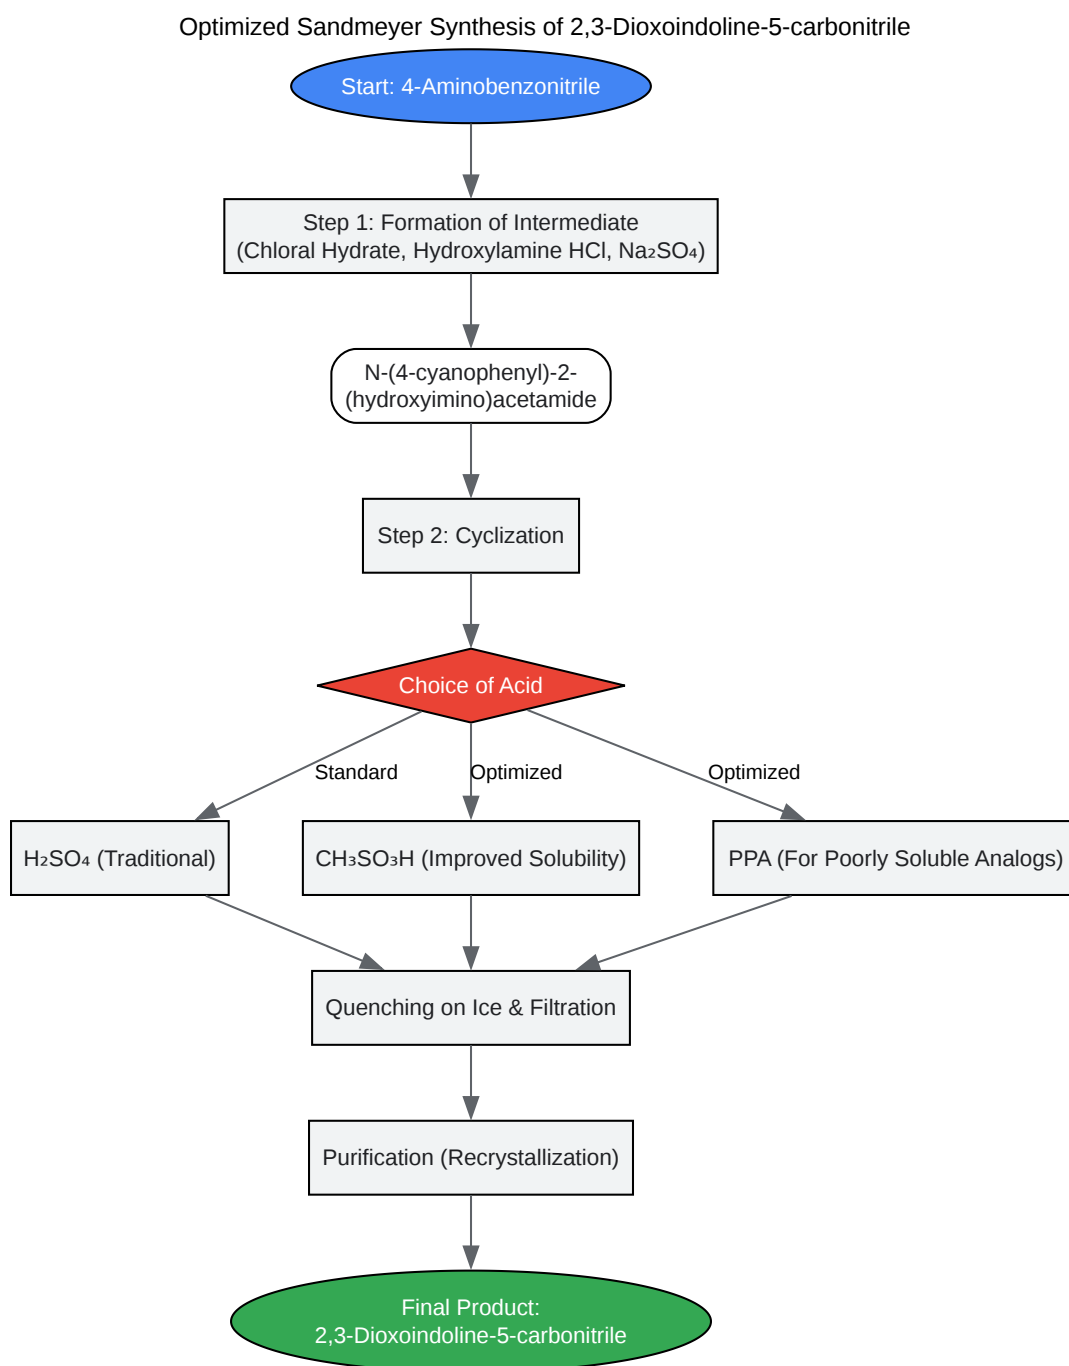 Optimized Sandmeyer Synthesis of 2,3-Dioxoindoline-5-carbonitrile
Start: 4-Aminobenzonitrile
Step 1: Formation of Intermediate
(Chloral Hydrate, Hydroxylamine HCl, Na₂SO₄)
N-(4-cyanophenyl)-2-
(hydroxyimino)acetamide
Step 2: Cyclization
Choice of Acid
Standard
Optimized
Optimized
H₂SO₄ (Traditional)
CH₃SO₃H (Improved Solubility)
PPA (For Poorly Soluble Analogs)
Quenching on Ice & Filtration
Purification (Recrystallization)
Final Product:
2,3-Dioxoindoline-5-carbonitrile